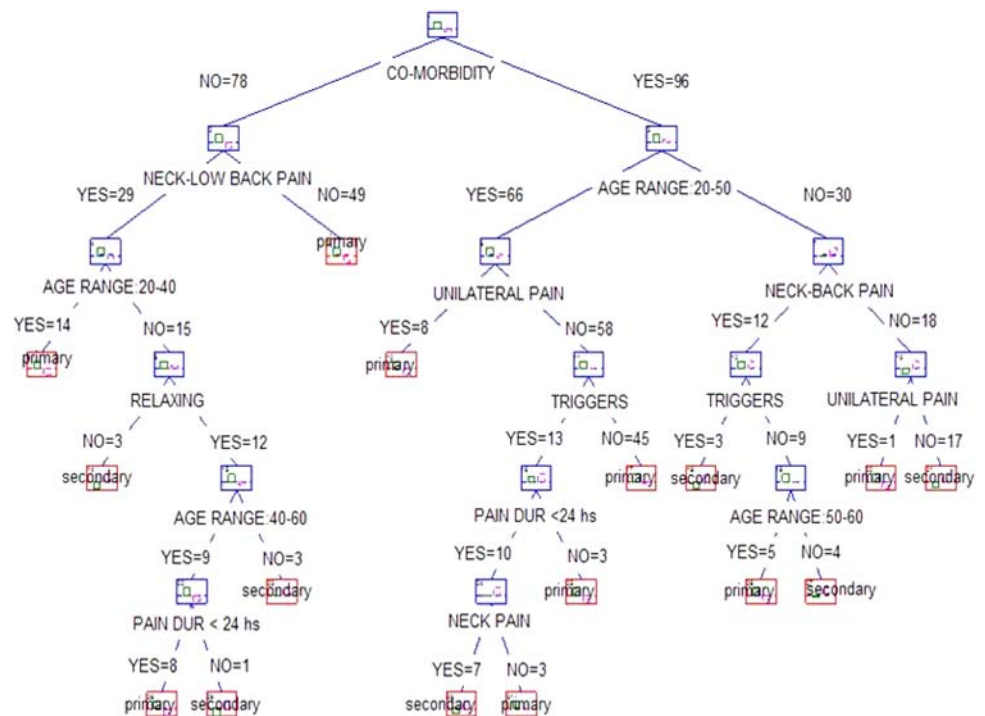 CO-MORBIDITY
NO=78 YES=96
NECK-LOW BACK PAIN AGE RANGE:20-50
YES=29 NO=49 YES=66 NO=30
primary
AGE RANGE:20-40 UNILATERAL PAIN NECK-BACK PAIN
YES=14 NO=15 YES=8 NO=58 YES=12 NO=18
primary primary
RELAXING TRIGGERS TRIGGERS UNILATERAL PAIN
NO=3 YES=12 YES=13 NO=45 YES=3 NO=9 YES=1 NO=17
secondary primary secondary primary secondary
AGE RANGE:40-60 PAIN DUR <24 hs AGE RANGE:50-60
YES=9 NO=3 YES=10 NO=3 YES=5 NO=4
secondary primary primary secondary
PAIN DUR < 24 hs NECK PAIN
YES=8 NO=1 YES=7 NO=3
primary secondary secondary primary